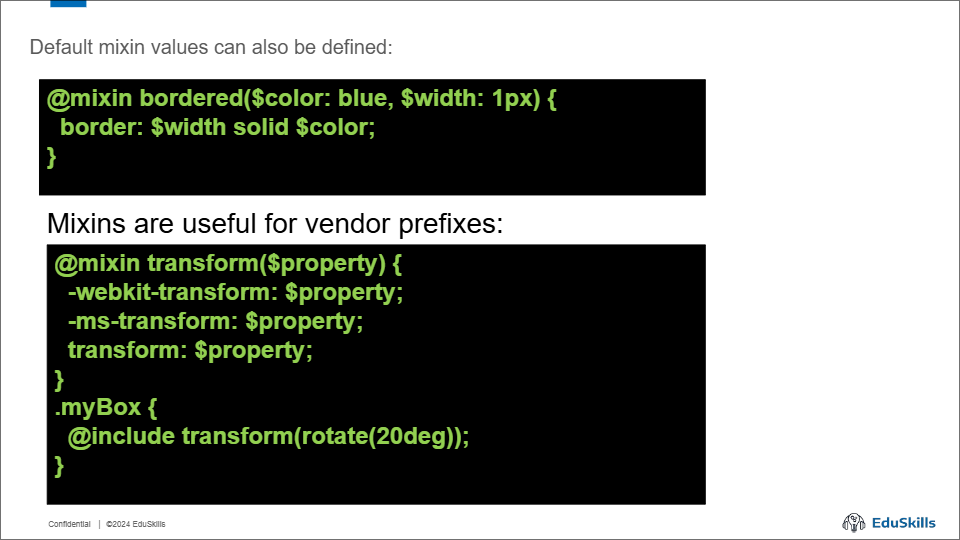 Default mixin values can also be defined:
@mixin bordered($color: blue, $width: 1px) {
border: $width solid $color;
}
Mixins are useful for vendor prefixes:
@mixin transform($property) {
-webkit-transform: $property;
-ms-transform: $property;
transform: $property;
}
.myBox {
@include transform(rotate(20deg));
}
Confidential | ©2024 EduSkills
EduSkills